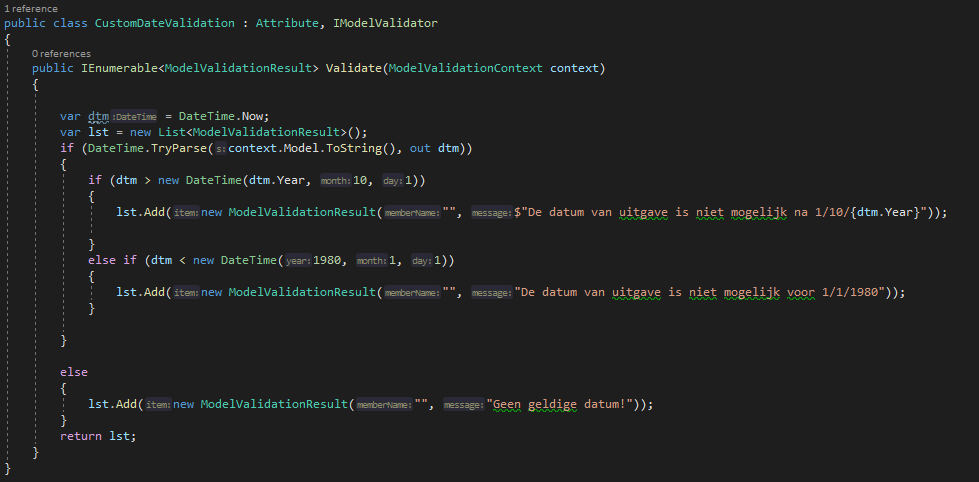 1 reference
public class CustomDateValidation : Attribute, IModelValidator
{
0 references
public IEnumerable<ModelValidationResult> Validate(ModelValidationContext context)
{
var dtm :DateTime = DateTime.Now;
var lst = new List<ModelValidationResult>();
if (DateTime.TryParse( s: context.Model.ToString(), out dtm))
{
if (dtm > new DateTime(dtm.Year, month: 10, day: 1))
{
lst.Add( item: new ModelValidationResult( memberName: "", message: $"De datum van uitgave is niet mogelijk na 1/10/{dtm.Year}"));
}
else if (dtm < new DateTime( year: 1980, month: 1, day: 1))
{
lst.Add( item: new ModelValidationResult( memberName: "", message: "De datum van uitgave is niet mogelijk voor 1/1/1980"));
}
}
else
{
lst.Add( item: new ModelValidationResult( memberName: "", message: "Geen geldige datum!"));
}
return lst;
}
}